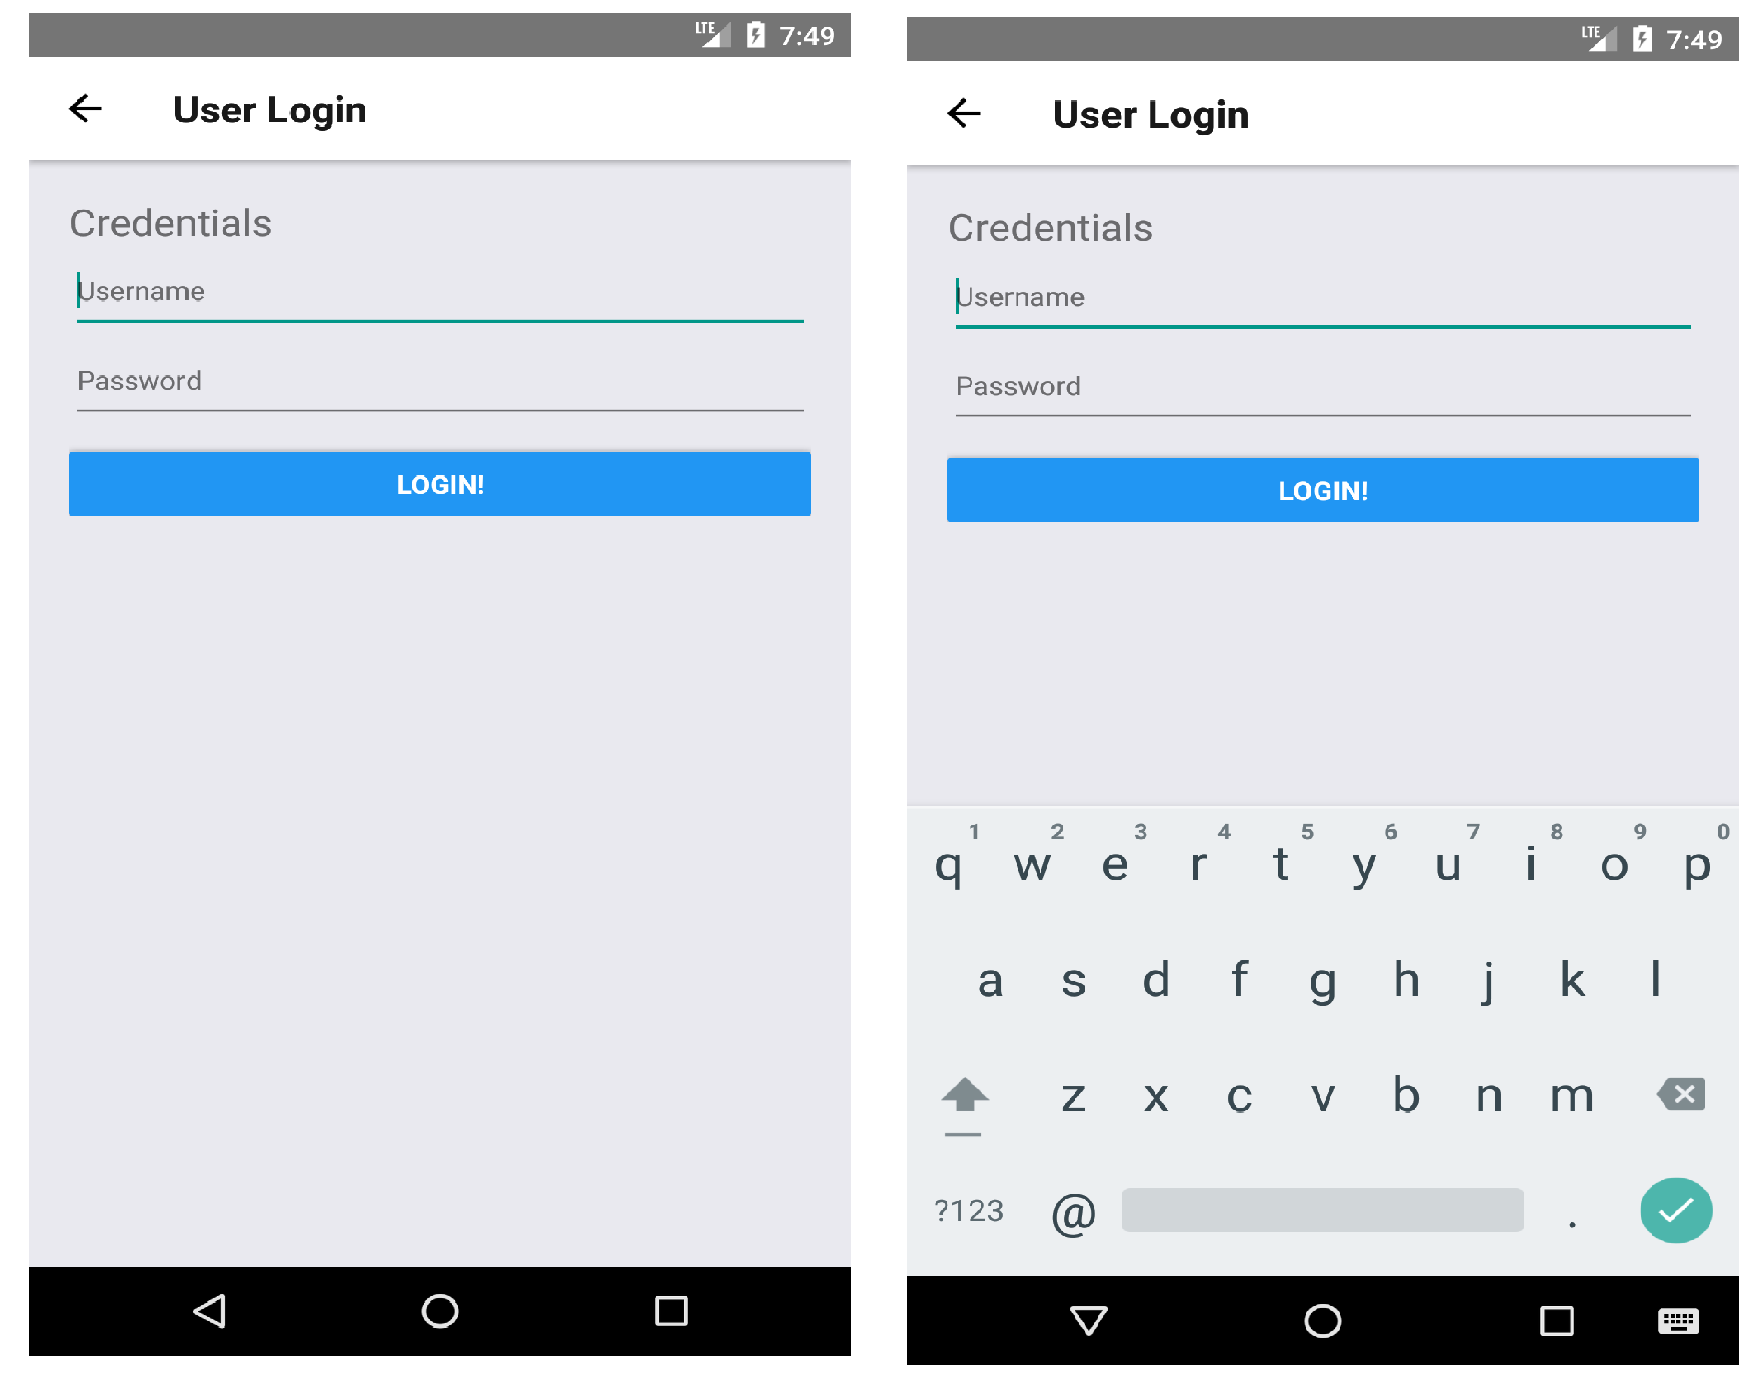 LTE 7:49
User Login
Credentials
Username
Password
LOGIN!
LTE 7:49
User Login
Credentials
Username
Password
LOGIN!
1 2 3 4 5 6 7 8 9 0
q w e r t y u i o p
a s d f g h j k l
z x c v b n m
?123 @ .